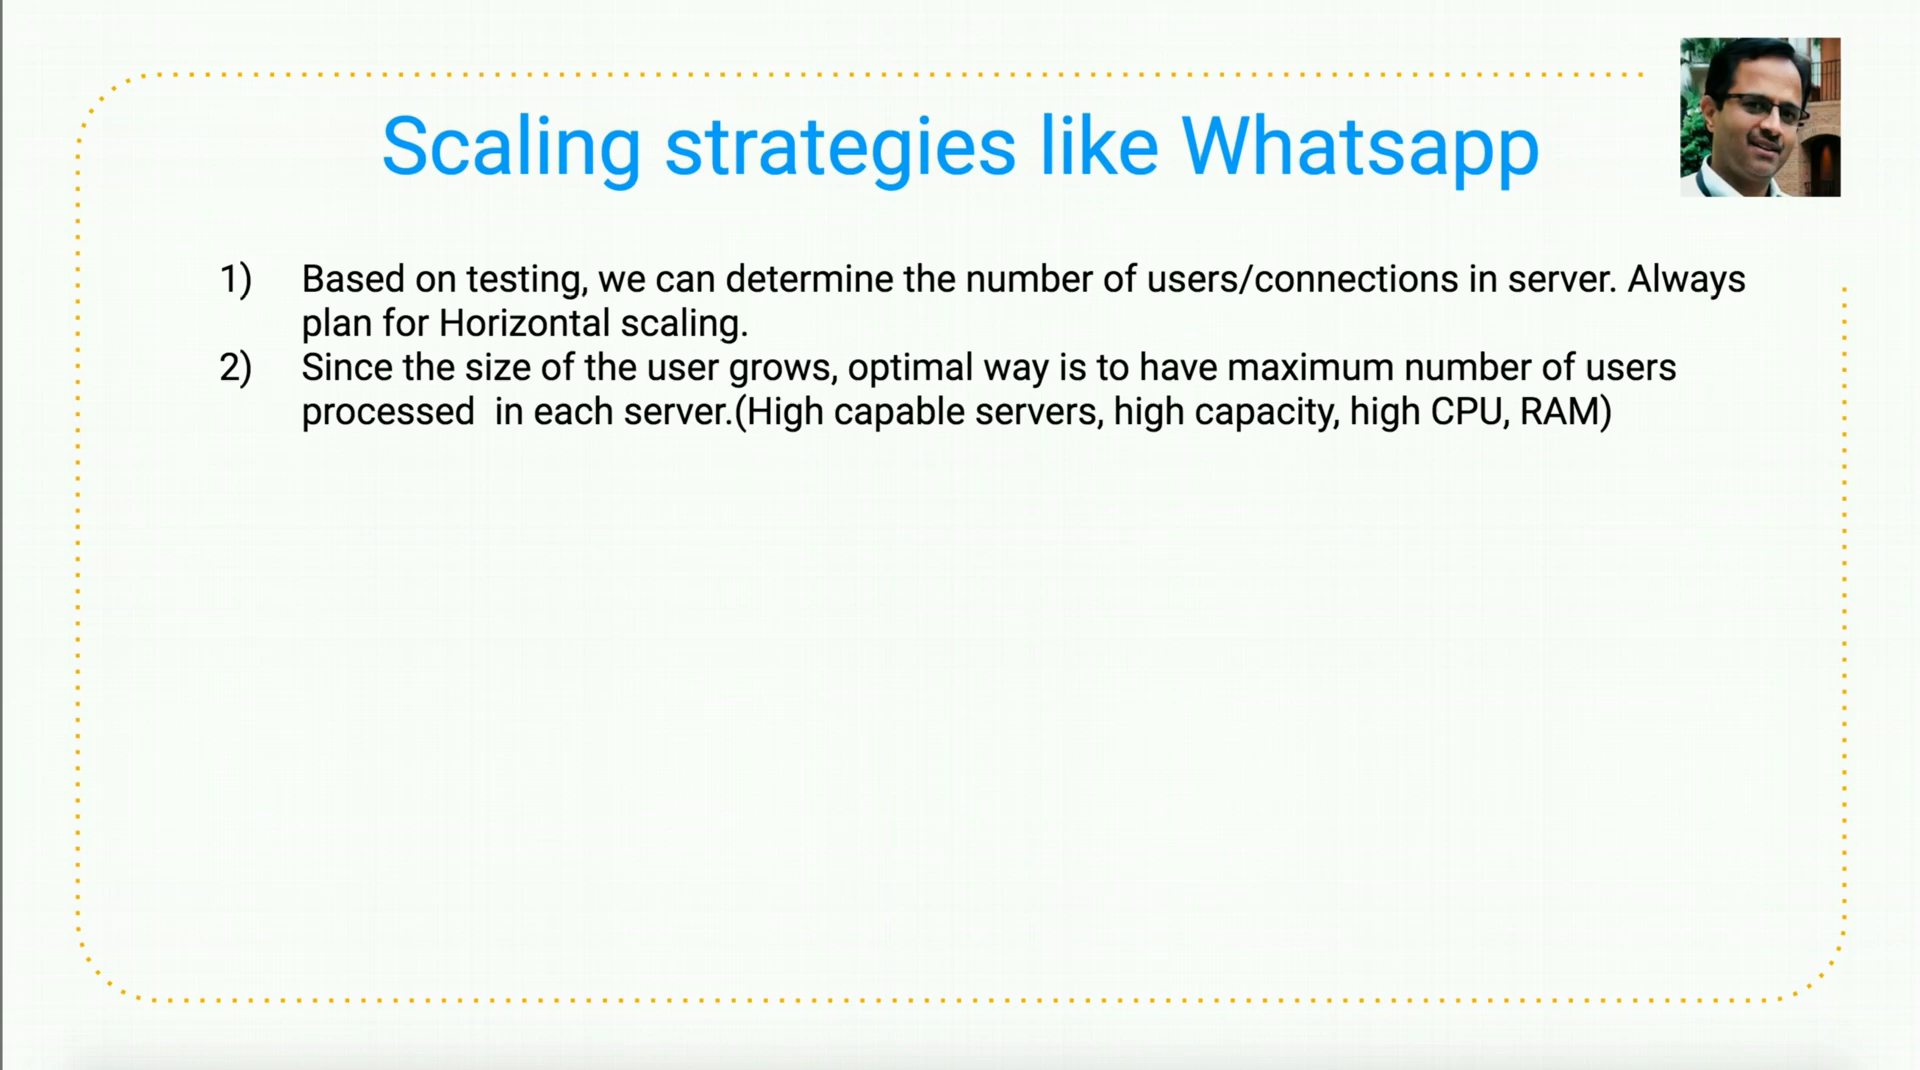 Scaling strategies like Whatsapp
1) Based on testing, we can determine the number of users/connections in server. Always
plan for Horizontal scaling.
2) Since the size of the user grows, optimal way is to have maximum number of users
processed  in each server.(High capable servers, high capacity, high CPU, RAM)